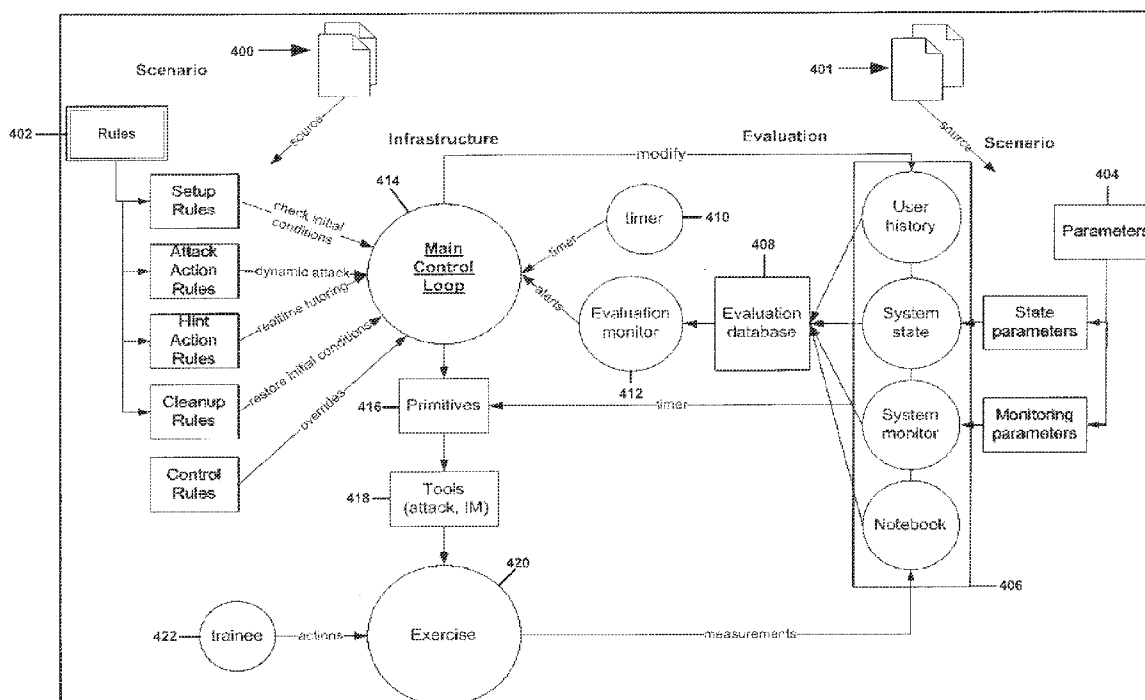 400
401
Scenario
402
Rules
source
Infrastructure
Evaluation
source
Scenario
modify
414
404
Setup
Rules
check initial
conditions
timer
410
User
history
Parameters
timer
408
Main
Control
Loop
Attack
Action
Rules
dynamic attack
alerts
Evaluation
monitor
Evaluation
database
System
state
State
parameters
Hint
Action
Rules
realtime tutoring
412
Cleanup
Rules
restore initial conditions
416
Primitives
timer
System
monitor
Monitoring
parameters
overrides
Control
Rules
418
Tools
(attack, IM)
Notebook
420
406
422
trainee
actions
Exercise
measurements